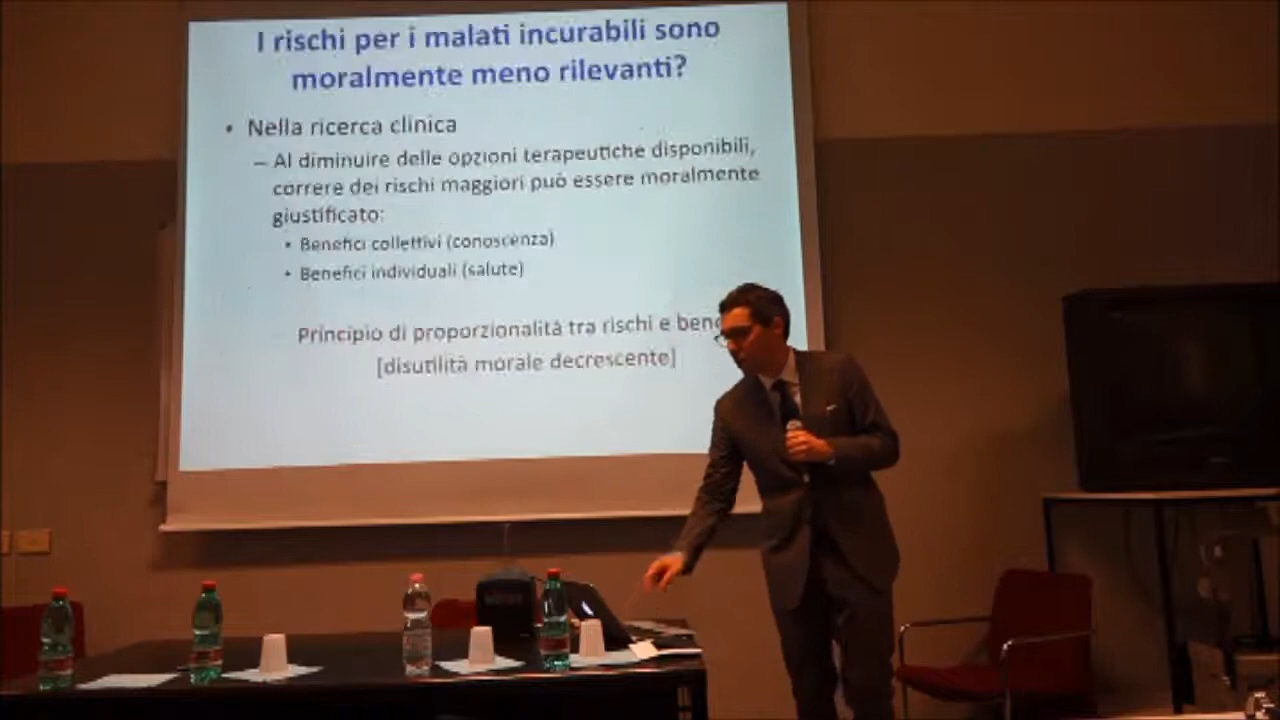 I rischi per i malati incurabili sono
moralmente meno rilevanti?
• Nella ricerca clinica
– Al diminuire delle opzioni terapeutiche disponibili,
correre dei rischi maggiori può essere moralmente
giustificato:
• Benefici collettivi (conoscenza)
• Benefici individuali (salute)
Principio di proporzionalità tra rischi e bene
[disutilità morale decrescente]